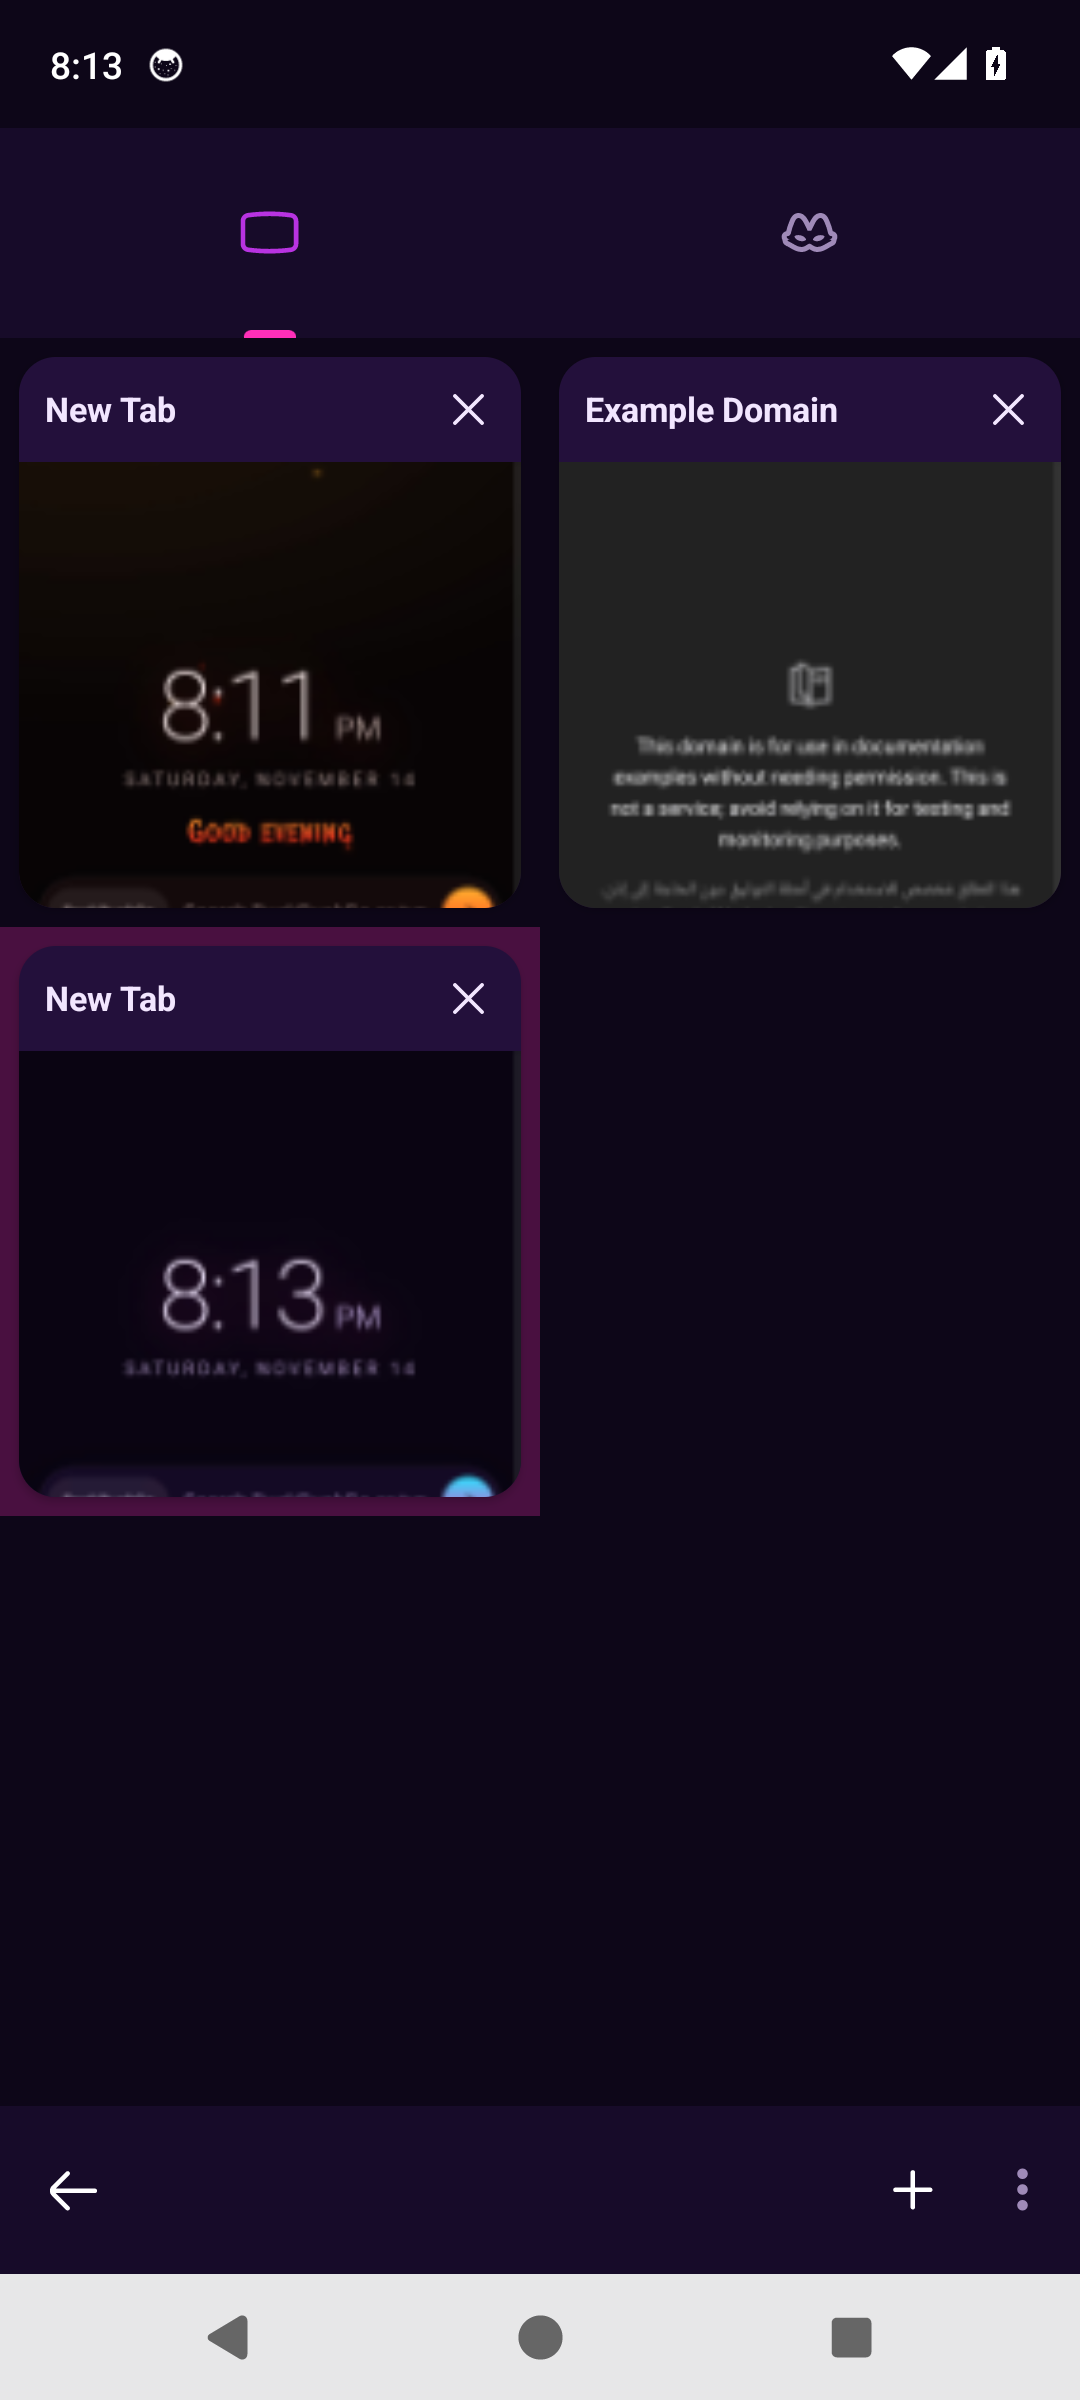 8:13
New Tab
Example Domain
8:11 PM
SATURDAY, NOVEMBER 14
GOOD EVENING
This domain is for use in documentation
examples without needing permission. This is
not a service; avoid relying on it for testing and
monitoring purposes.
New Tab
8:13 PM
SATURDAY, NOVEMBER 14